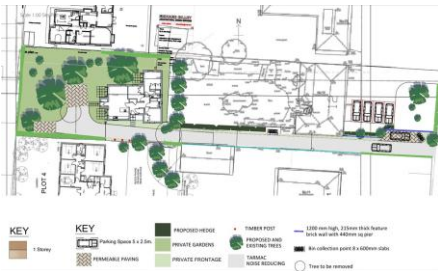 N
PLOT 4
KEY
1 Storey
KEY
Parking Space 5 x 2.5m.
PERMEABLE PAVING
PROPOSED HEDGE
PRIVATE GARDENS
PRIVATE FRONTAGE
TIMBER POST
PROPOSED AND
EXISTING TREES
TARMAC
NOISE REDUCING
1200 mm high, 215mm thick feature
brick wall with 440mm sq pier
Bin collection point 8 x 600mm slabs
Tree to be removed